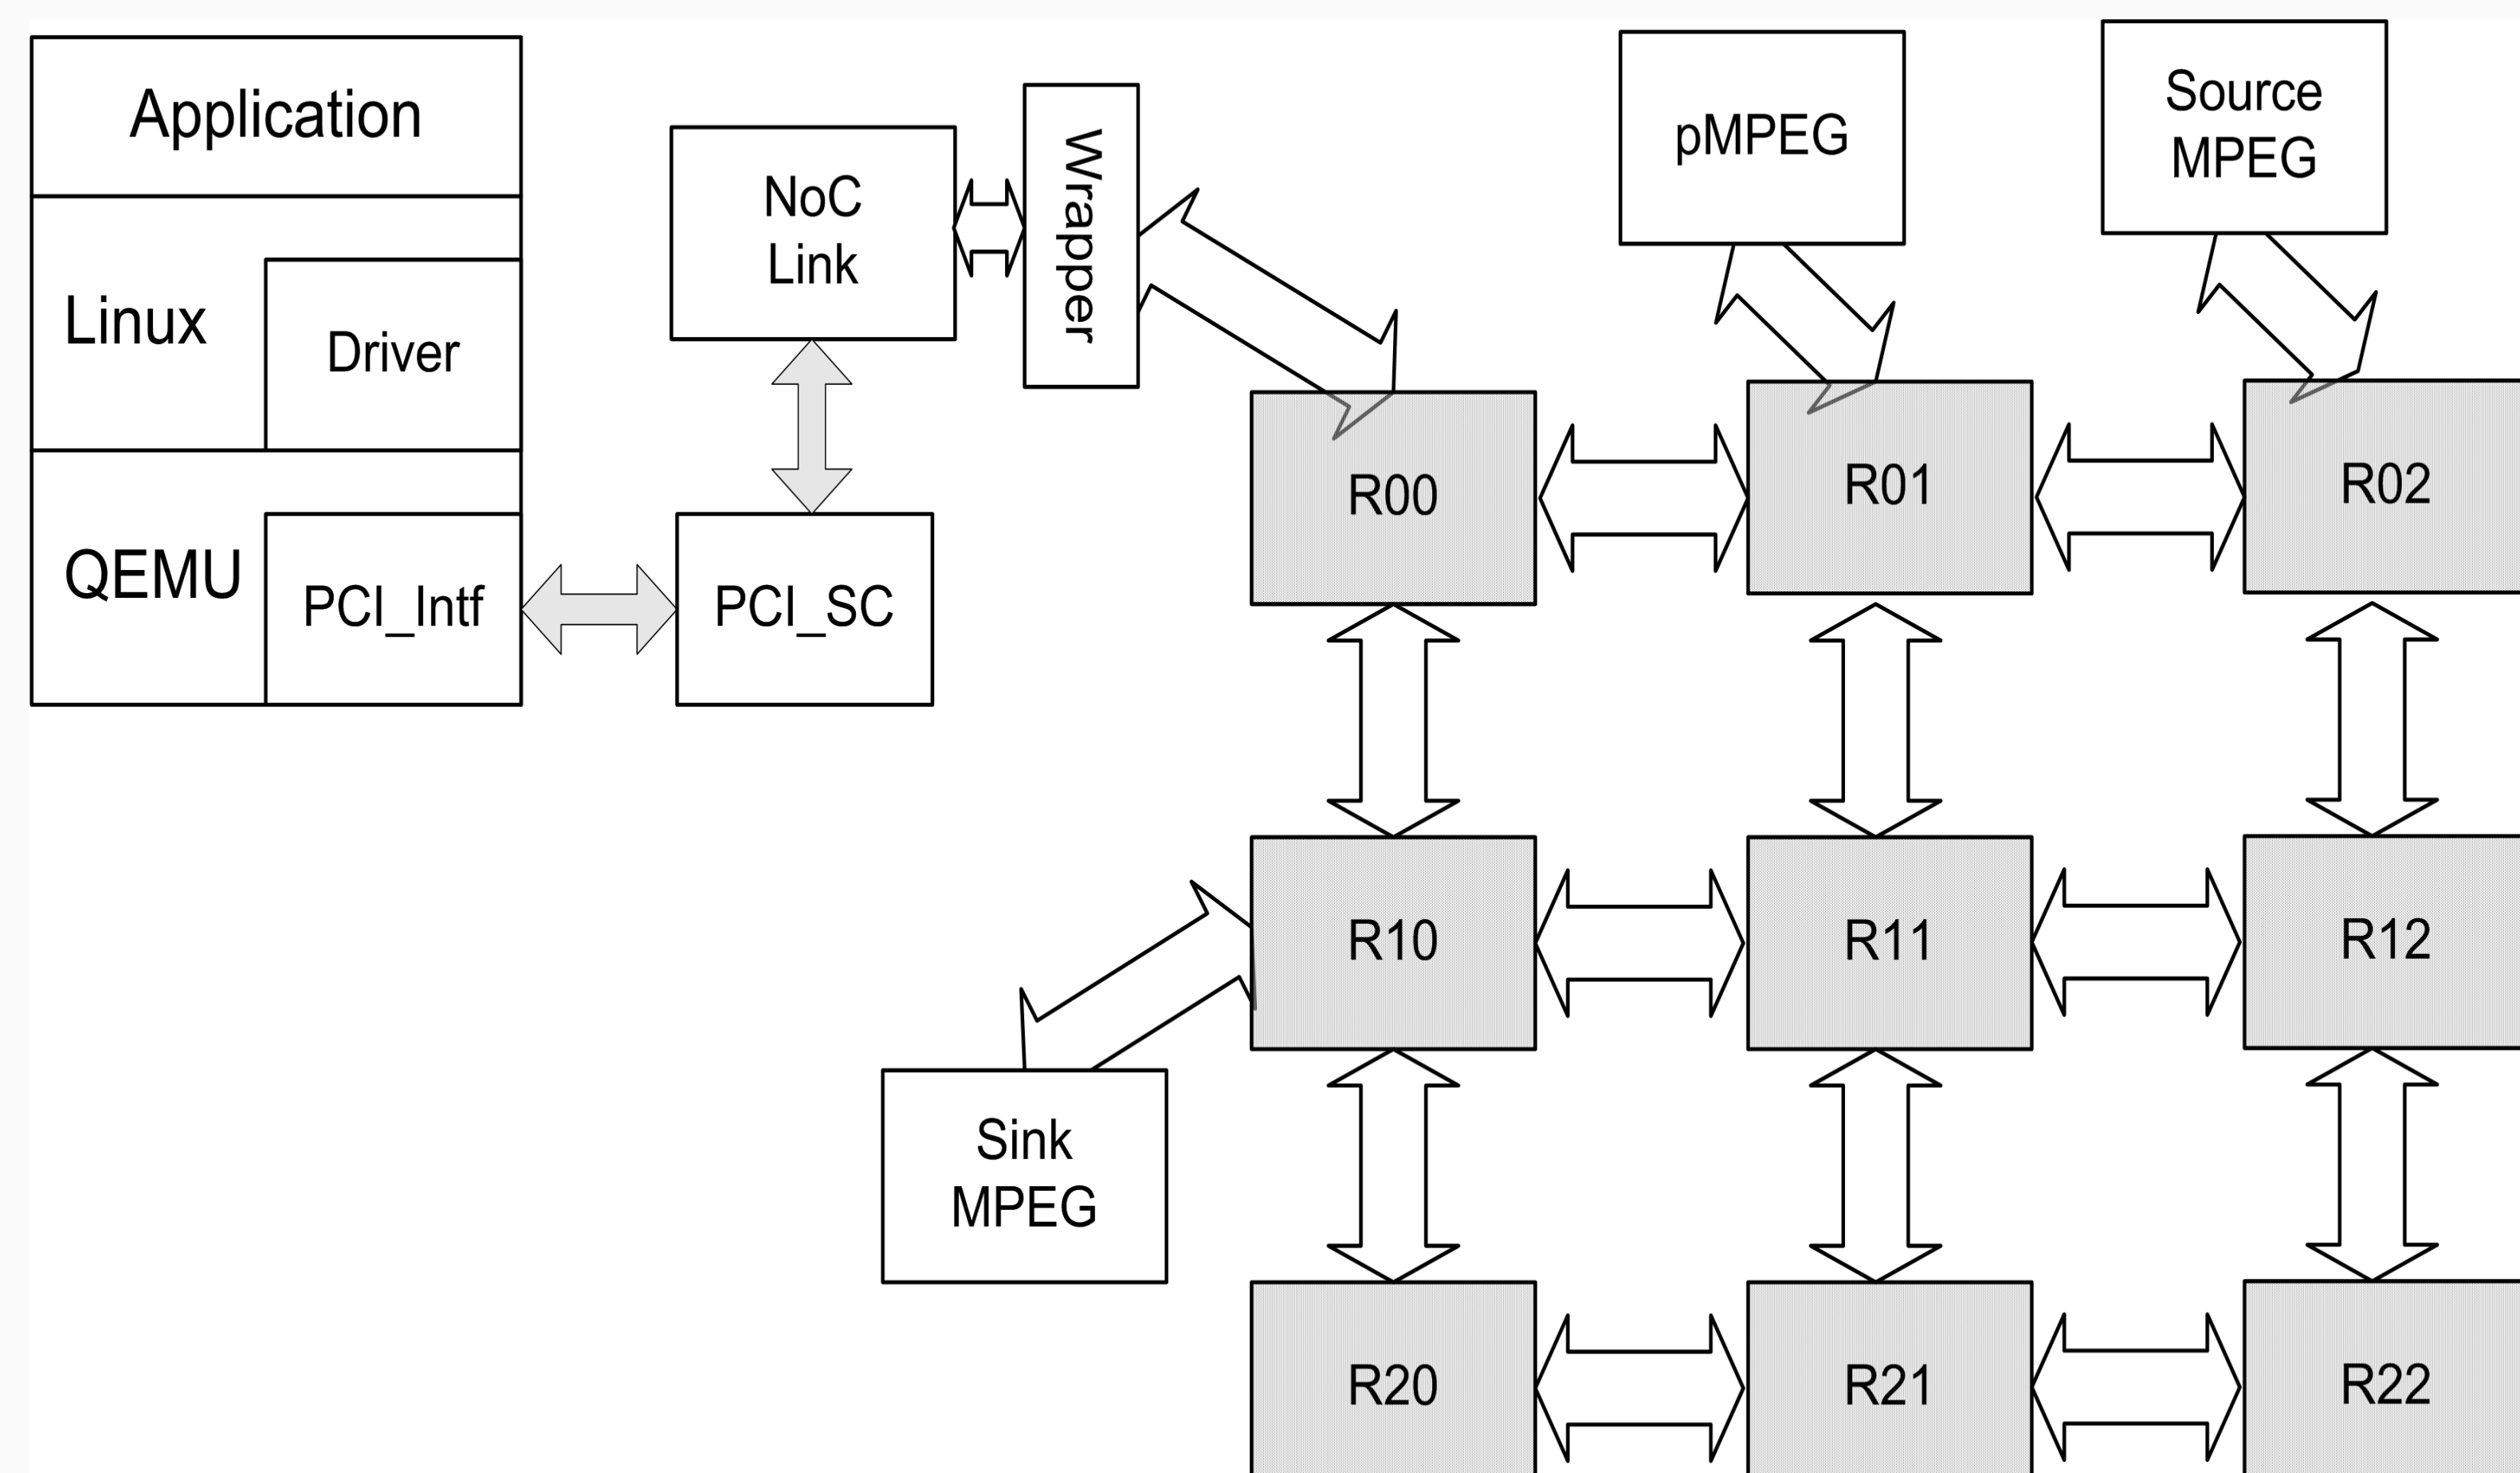 Application
Linux
Driver
QEMU
PCI_Intf
PCI_SC
NoC
Link
Wrapper
pMPEG
Source
MPEG
R00
R01
R02
R10
R11
R12
Sink
MPEG
R20
R21
R22